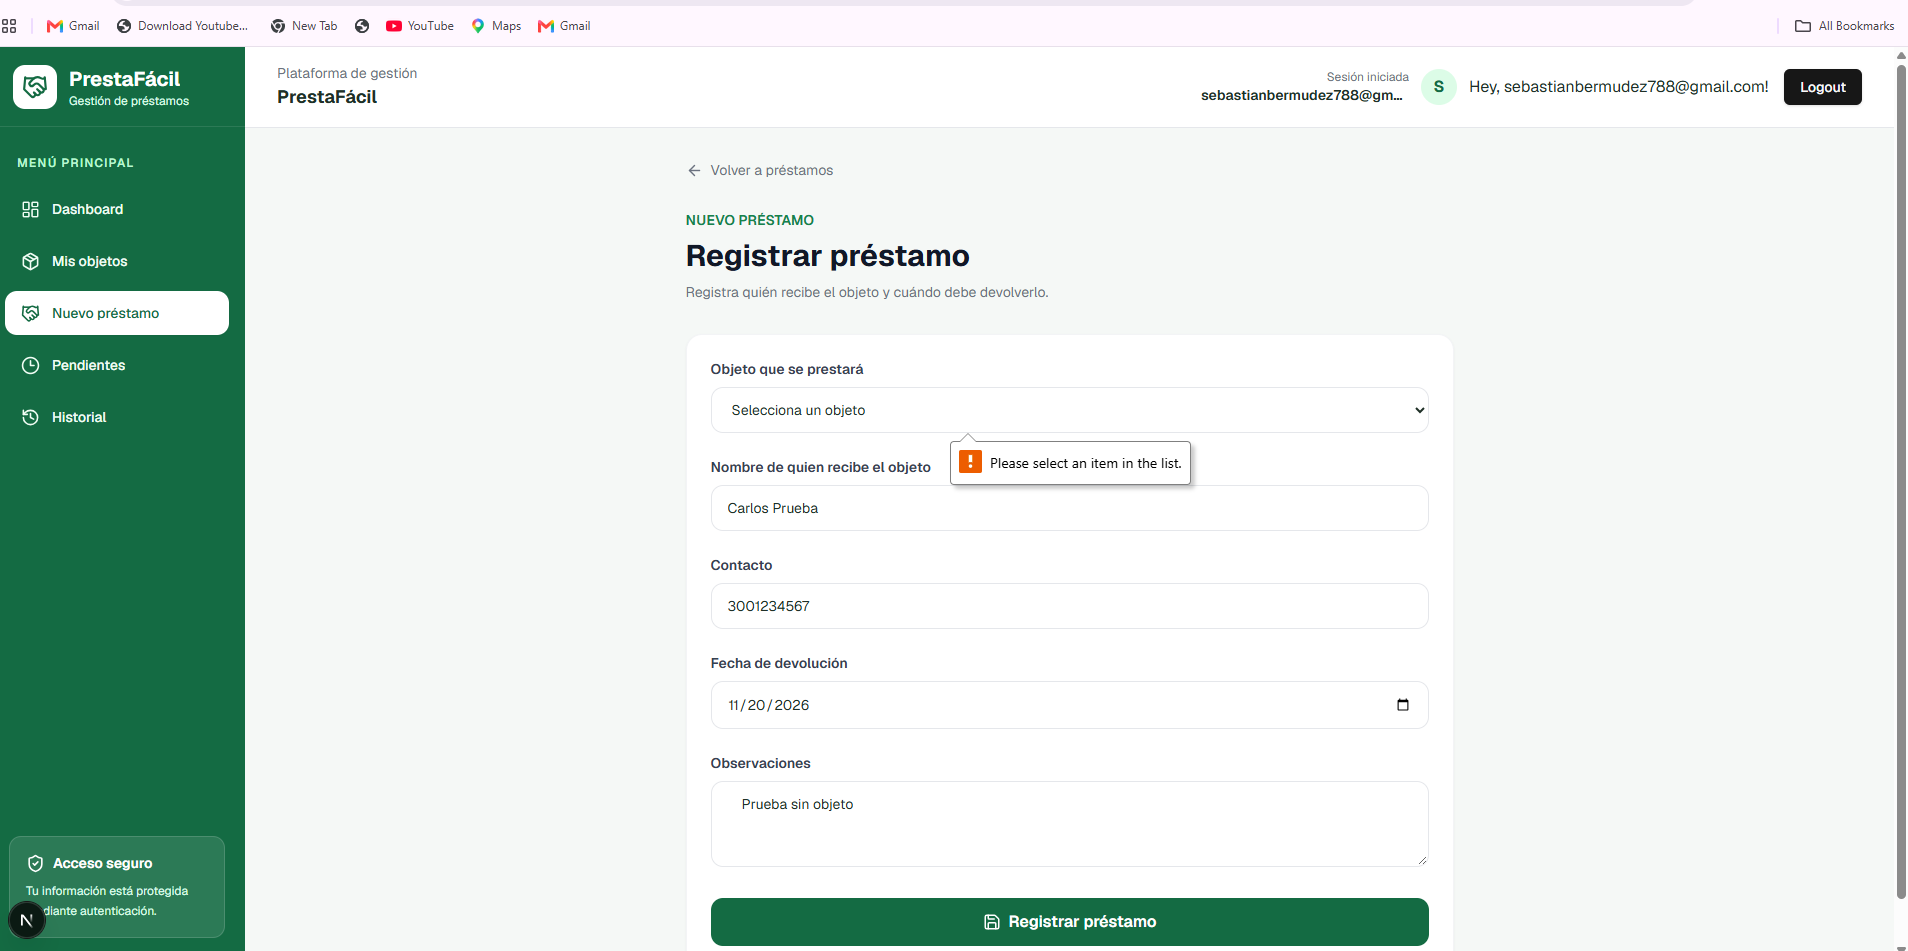 Gmail
Download Youtube...
New Tab
YouTube
Maps
Gmail
All Bookmarks
PrestaFácil
Gestión de préstamos
Plataforma de gestión
PrestaFácil
Sesión iniciada
sebastianbermudez788@gm...
S
Hey, sebastianbermudez788@gmail.com!
Logout
MENÚ PRINCIPAL
Dashboard
Mis objetos
Nuevo préstamo
Pendientes
Historial
Acceso seguro
Tu información está protegida
diante autenticación.
N
Volver a préstamos
NUEVO PRÉSTAMO
Registrar préstamo
Registra quién recibe el objeto y cuándo debe devolverlo.
Objeto que se prestará
Selecciona un objeto
Please select an item in the list.
Nombre de quien recibe el objeto
Carlos Prueba
Contacto
3001234567
Fecha de devolución
11/20/2026
Observaciones
Prueba sin objeto
Registrar préstamo